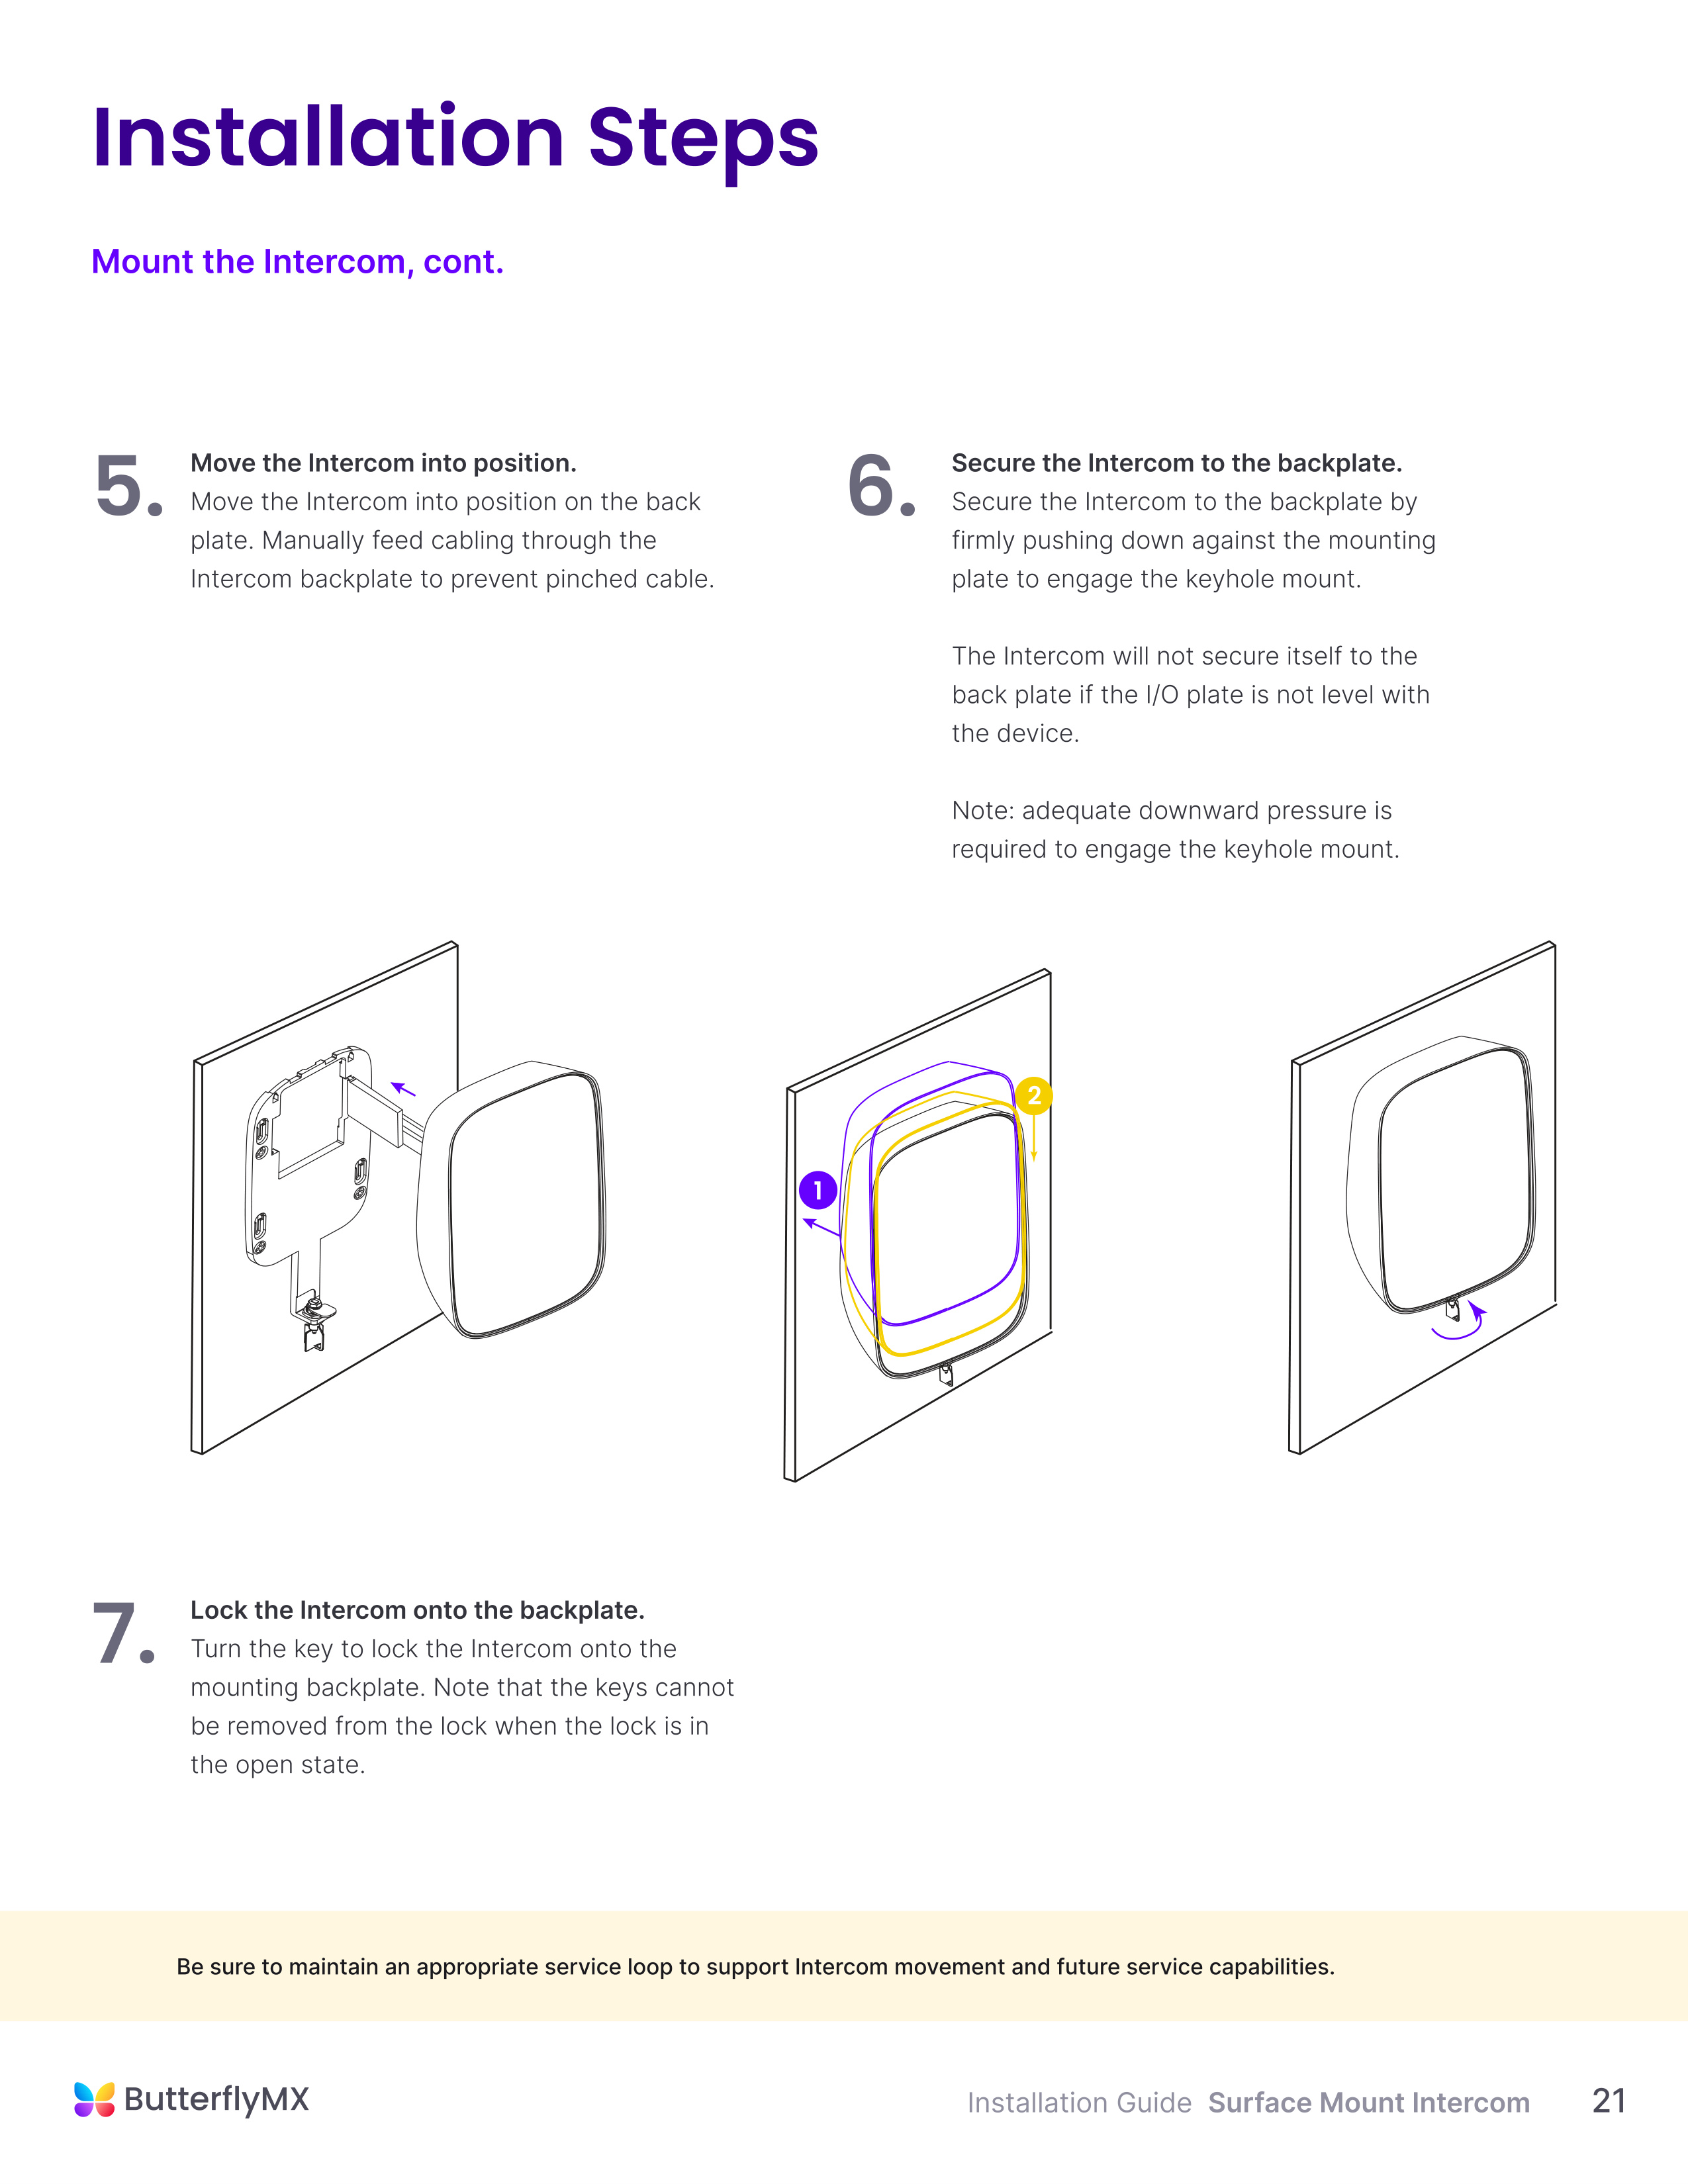 Installation Steps
Mount the Intercom, cont.
5.
Move the Intercom into position.
Move the Intercom into position on the back
plate. Manually feed cabling through the
Intercom backplate to prevent pinched cable.
6.
Secure the Intercom to the backplate.
Secure the Intercom to the backplate by
firmly pushing down against the mounting
plate to engage the keyhole mount.
The Intercom will not secure itself to the
back plate if the I/O plate is not level with
the device.
Note: adequate downward pressure is
required to engage the keyhole mount.
2
1
7.
Lock the Intercom onto the backplate.
Turn the key to lock the Intercom onto the
mounting backplate. Note that the keys cannot
be removed from the lock when the lock is in
the open state.
Be sure to maintain an appropriate service loop to support Intercom movement and future service capabilities.
ButterflyMX
Installation Guide Surface Mount Intercom 21